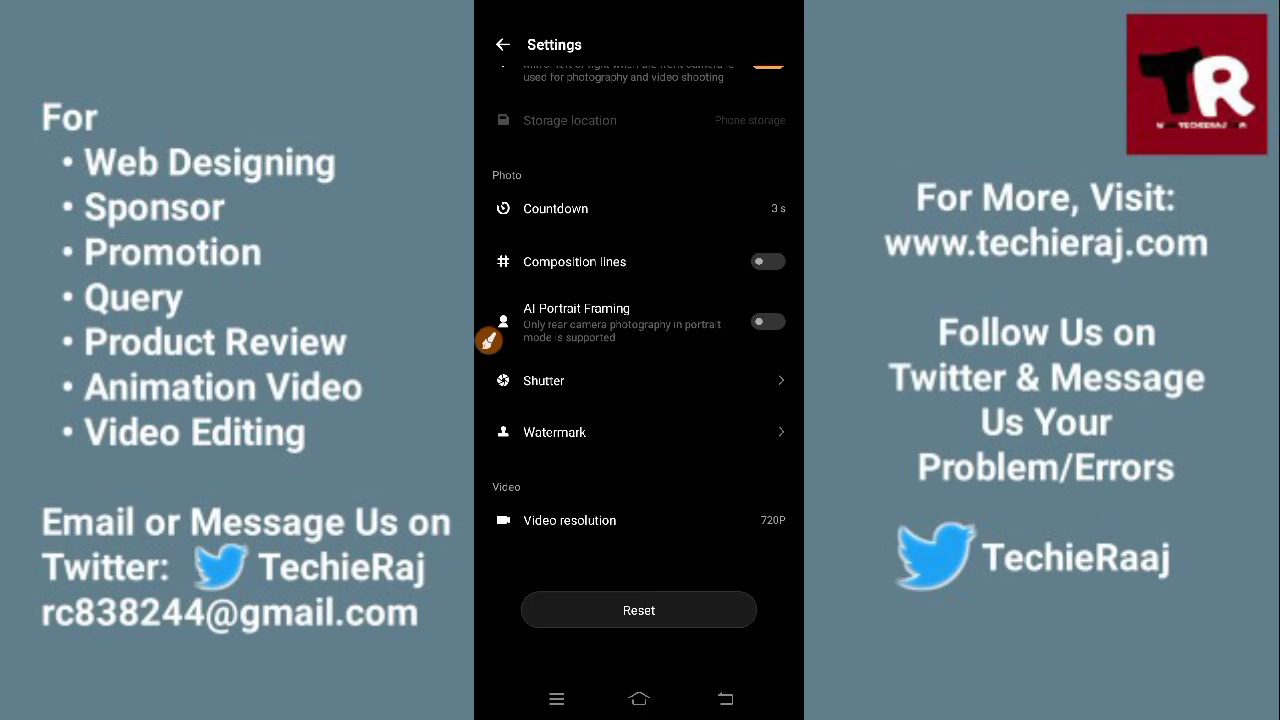 For
• Web Designing
• Sponsor
• Promotion
• Query
• Product Review
• Animation Video
• Video Editing
Email or Message Us on
Twitter: TechieRaj
rc838244@gmail.com
Settings
used for photography and video shooting
Storage location Phone storage
Photo
Countdown 3 s
Composition lines
AI Portrait Framing
Only rear camera photography in portrait
mode is supported
Shutter
Watermark
Video
Video resolution 720P
Reset
TR
For More, Visit:
www.techieraj.com
Follow Us on
Twitter & Message
Us Your
Problem/Errors
TechieRaaj